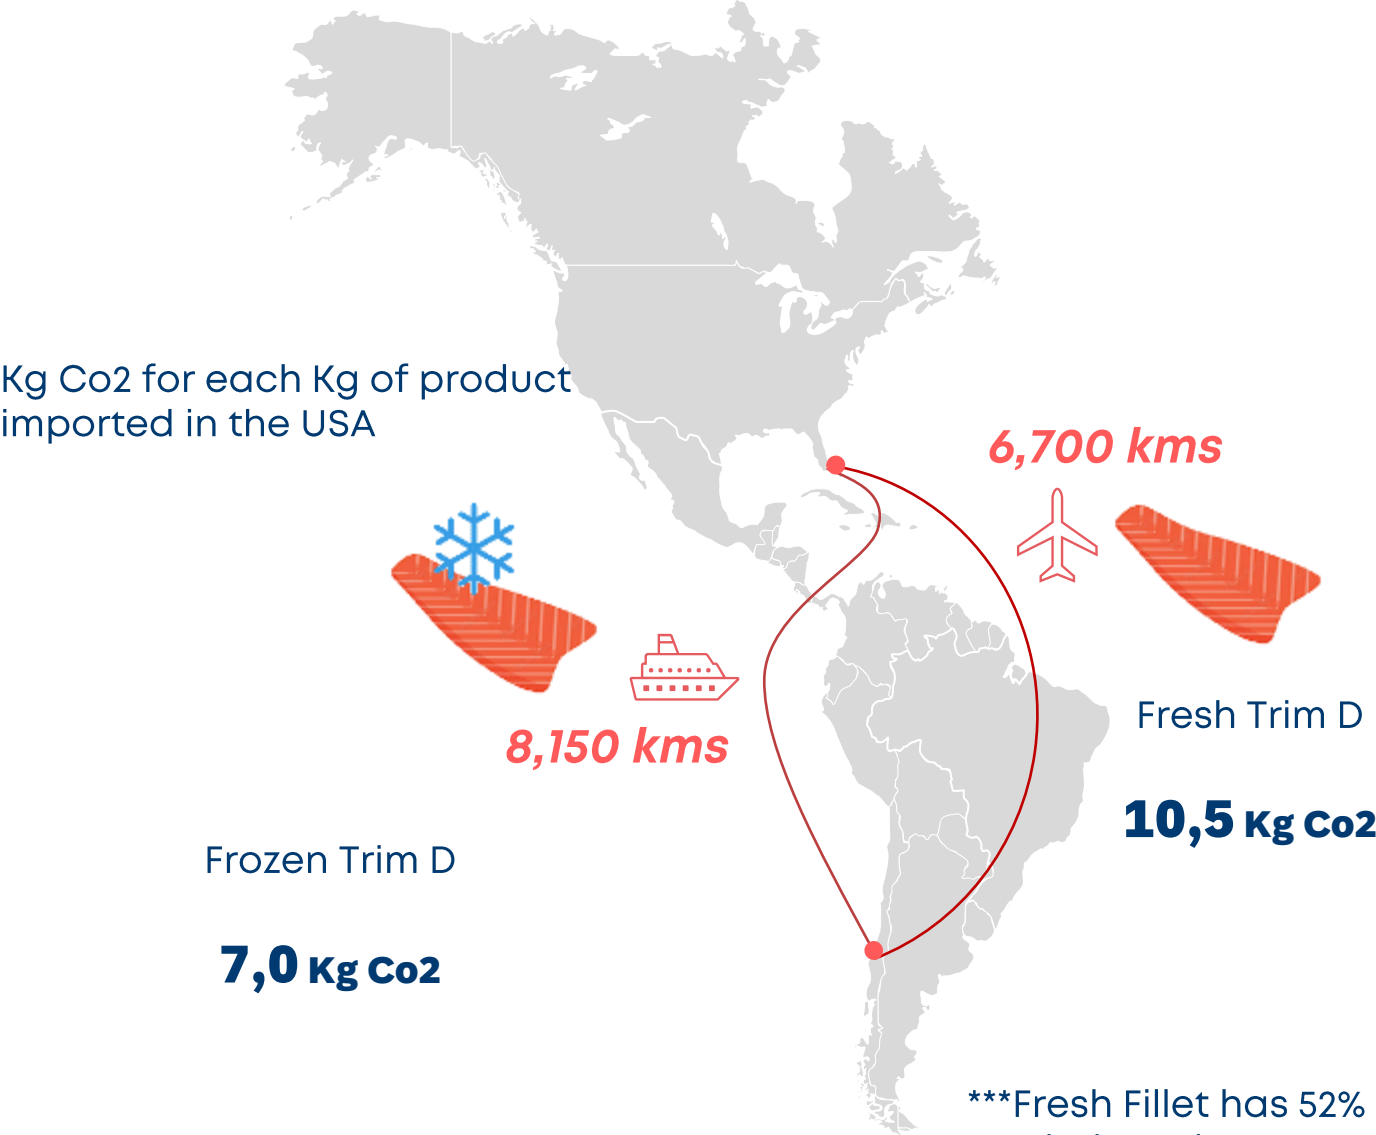 Kg Co2 for each Kg of product
imported in the USA
6,700 kms
8,150 kms
Fresh Trim D
10,5 Kg Co2
Frozen Trim D
7,0 Kg Co2
***Fresh Fillet has 52%